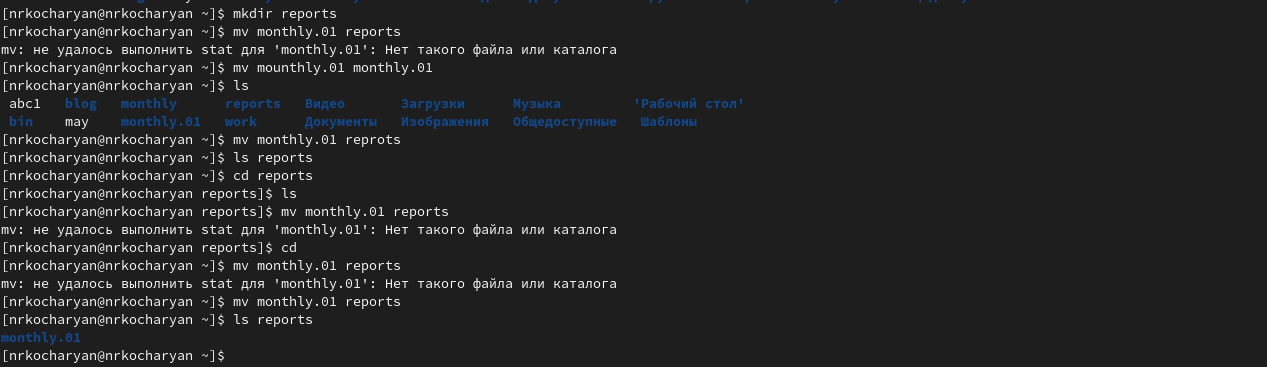 [nrkocharyan@nrkocharyan ~]$ mkdir reports
[nrkocharyan@nrkocharyan ~]$ mv monthly.01 reports
mv: не удалось выполнить stat для 'monthly.01': Нет такого файла или каталога
[nrkocharyan@nrkocharyan ~]$ mv mounthly.01 monthly.01
[nrkocharyan@nrkocharyan ~]$ ls
abc1 blog monthly reports Видео Загрузки Музыка 'Рабочий стол'
bin may monthly.01 work Документы Изображения Общедоступные Шаблоны
[nrkocharyan@nrkocharyan ~]$ mv monthly.01 reprots
[nrkocharyan@nrkocharyan ~]$ ls reports
[nrkocharyan@nrkocharyan ~]$ cd reports
[nrkocharyan@nrkocharyan reports]$ ls
[nrkocharyan@nrkocharyan reports]$ mv monthly.01 reports
mv: не удалось выполнить stat для 'monthly.01': Нет такого файла или каталога
[nrkocharyan@nrkocharyan reports]$ cd
[nrkocharyan@nrkocharyan ~]$ mv monthly.01 reports
mv: не удалось выполнить stat для 'monthly.01': Нет такого файла или каталога
[nrkocharyan@nrkocharyan ~]$ mv monthly.01 reports
[nrkocharyan@nrkocharyan ~]$ ls reports
monthly.01
[nrkocharyan@nrkocharyan ~]$